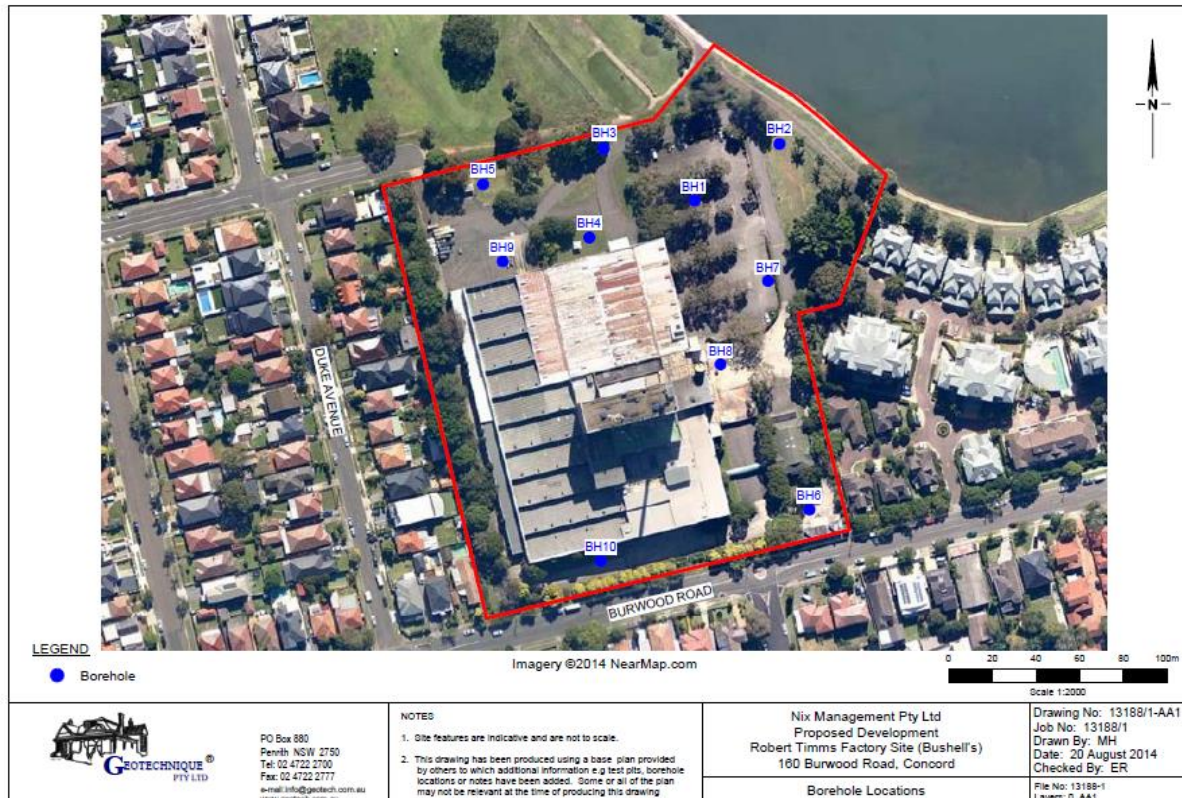 BH3
BH2
BH5
BH1
BH4
BH9
BH7
BH8
DUKE AVENUE
BH6
BH10
BURWOOD ROAD
N
LEGEND
Borehole
Imagery ©2014 NearMap.com
0 20 40 60 80 100m
Scale 1:2000
GEOTECHNIQUE ®
PTY LTD
PO Box 880
Penrith NSW 2750
Tel: 02 4722 2700
Fax: 02 4722 2777
e-mail:info@geotech.com.au
www.geotech.com.au
NOTES
1. Site features are indicative and are not to scale.
2. This drawing has been produced using a base plan provided
by others to which additional information e.g test pits, borehole
locations or notes have been added. Some or all of the plan
may not be relevant at the time of producing this drawing
Nix Management Pty Ltd
Proposed Development
Robert Timms Factory Site (Bushell's)
160 Burwood Road, Concord
Borehole Locations
Drawing No: 13188/1-AA1
Job No: 13188/1
Drawn By: MH
Date: 20 August 2014
Checked By: ER
File No: 13188-1
Layers: 0, AA1